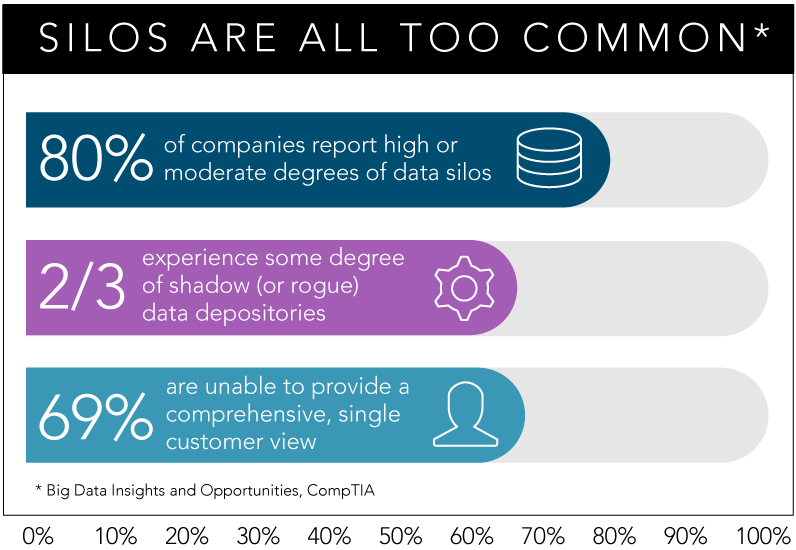 SILOS ARE ALL TOO COMMON*
80%
of companies report high or
moderate degrees of data silos
2/3
experience some degree
of shadow (or rogue)
data depositories
69%
are unable to provide a
comprehensive, single
customer view
* Big Data Insights and Opportunities, CompTIA
0% 10% 20% 30% 40% 50% 60% 70% 80% 90% 100%